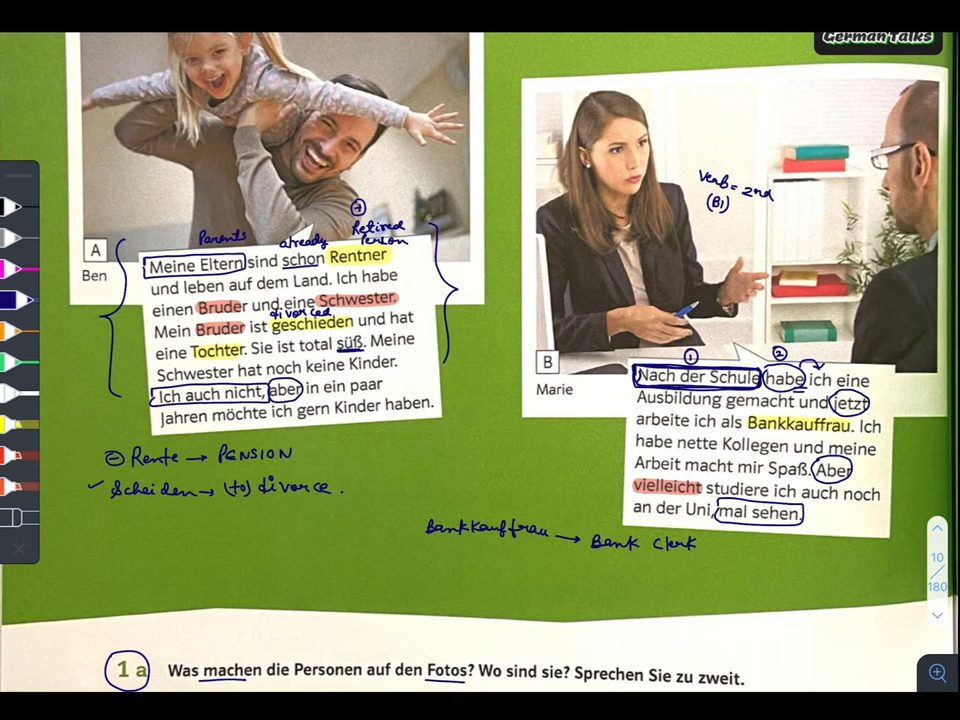 GermanTalks
Verb = 2nd
(B1)
A
Ben
Parents
already
Retired
Person
Meine Eltern sind schon Rentner
und leben auf dem Land. Ich habe
einen Bruder und eine Schwester.
divorced
Mein Bruder ist geschieden und hat
eine Tochter. Sie ist total süß. Meine
Schwester hat noch keine Kinder.
Ich auch nicht, aber in ein paar
Jahren möchte ich gern Kinder haben.
Rente → PENSION
✓ Scheiden → (to) divorce.
B
Marie
1 2
Nach der Schule habe ich eine
Ausbildung gemacht und jetzt
arbeite ich als Bankkauffrau. Ich
habe nette Kollegen und meine
Arbeit macht mir Spaß. Aber
vielleicht studiere ich auch noch
an der Uni, mal sehen.
Bankkauffrau → Bank Clerk
10
/
180
1 a Was machen die Personen auf den Fotos? Wo sind sie? Sprechen Sie zu zweit.